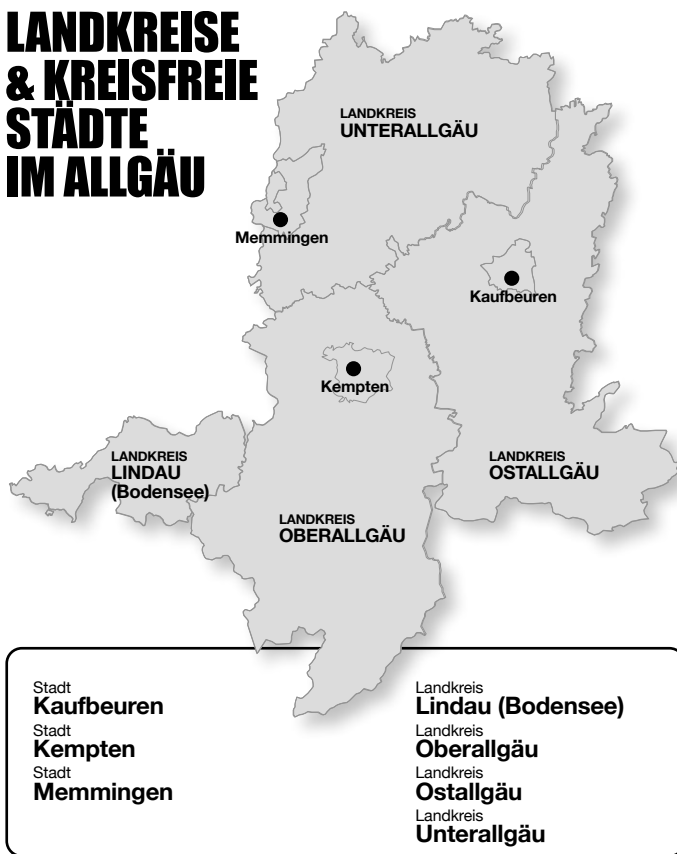 LANDKREISE
& KREISFREIE
STÄDTE
IM ALLGÄU
LANDKREIS
UNTERALLGÄU
Memmingen
Kaufbeuren
Kempten
LANDKREIS
LINDAU
(Bodensee)
LANDKREIS
OSTALLGÄU
LANDKREIS
OBERALLGÄU
Stadt
Kaufbeuren
Stadt
Kempten
Stadt
Memmingen
Landkreis
Lindau (Bodensee)
Landkreis
Oberallgäu
Landkreis
Ostallgäu
Landkreis
Unterallgäu